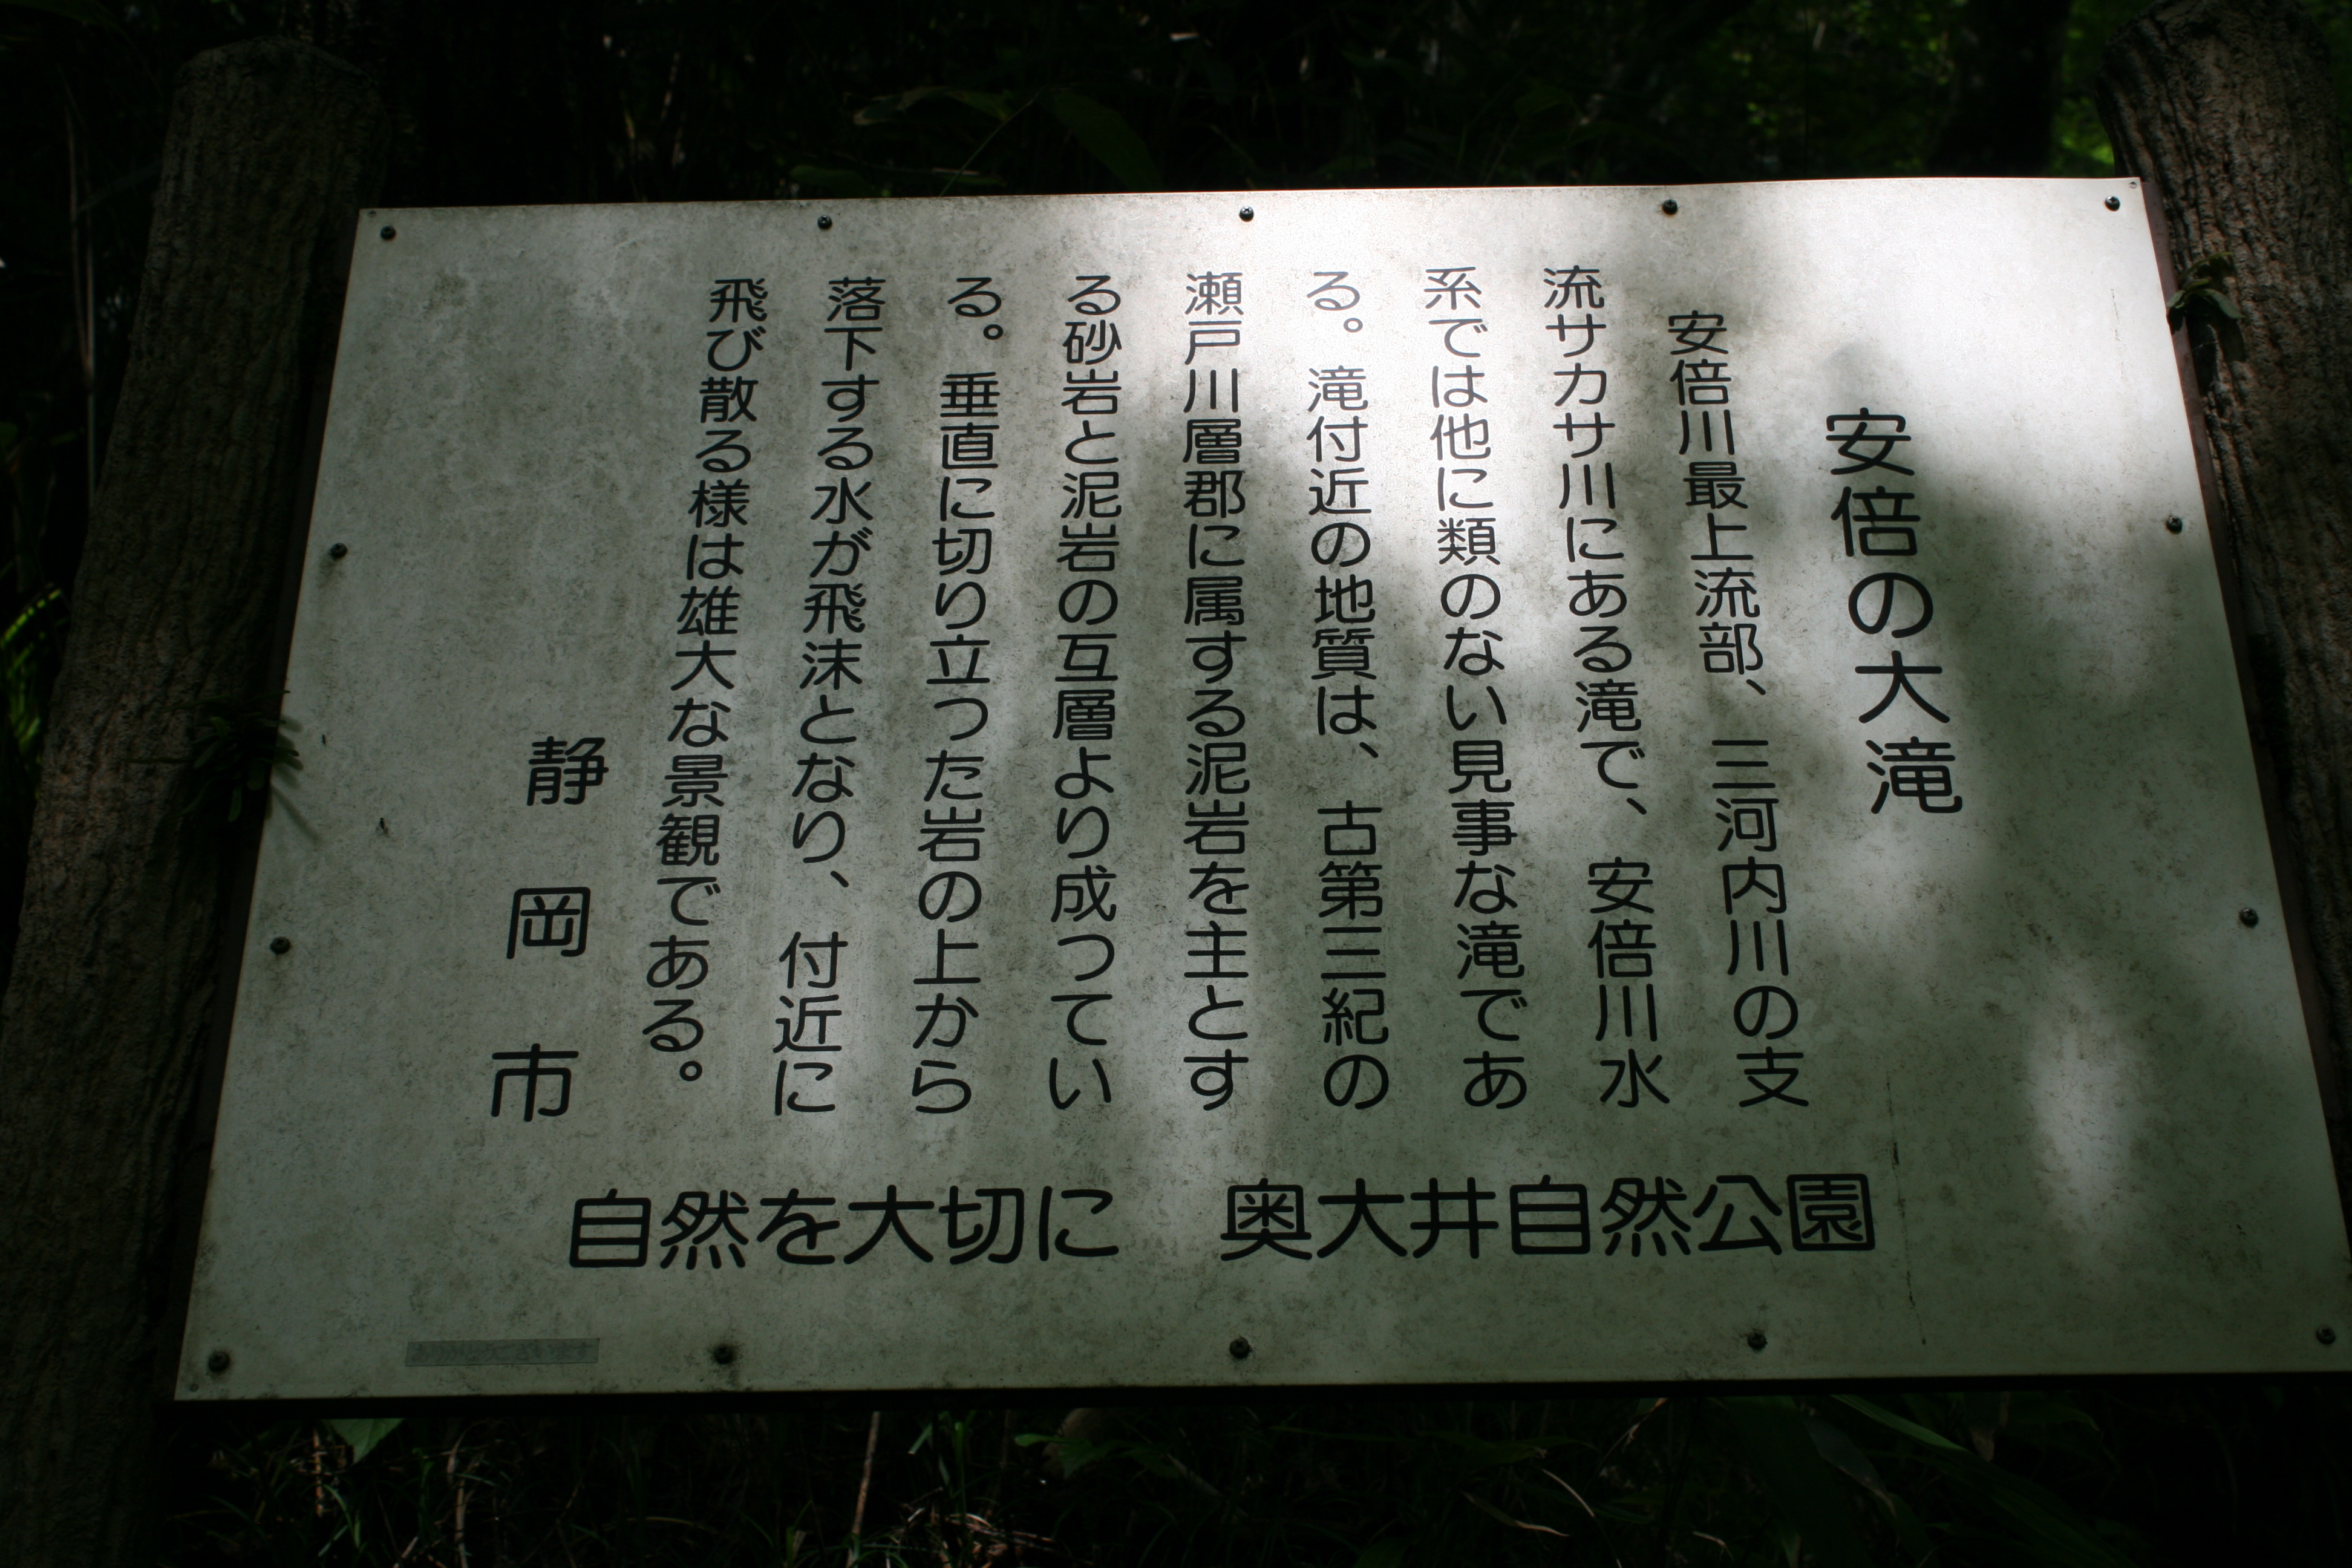 安倍の大滝
安倍川最上流部、三河内川の支
流サカサ川にある滝で、安倍川水
系では他に類のない見事な滝であ
る。滝付近の地質は、古第三紀の
瀬戸川層郡に属する泥岩を主とす
る砂岩と泥岩の互層より成つてい
る。垂直に切り立つた岩の上から
落下する水が飛沫となり、付近に
飛び散る様は雄大な景観である。
静岡市
自然を大切に 奥大井自然公園